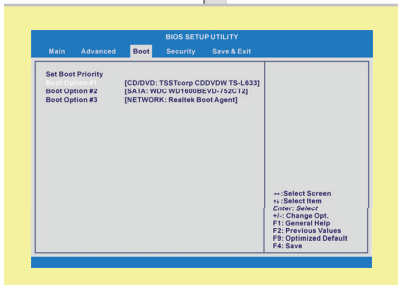 BIOS SETUP UTILITY
Main Advanced Boot Security Save & Exit
Set Boot Priority
Boot Option #1 [CD/DVD: TSSTcorp CDDVDW TS-L633]
Boot Option #2 [SATA: WDC WD1600BEVD-752CT2]
Boot Option #3 [NETWORK: Realtek Boot Agent]
↔:Select Screen
↑↓:Select Item
Enter: Select
+/-: Change Opt.
F1: General Help
F2: Previous Values
F9: Optimized Default
F4: Save